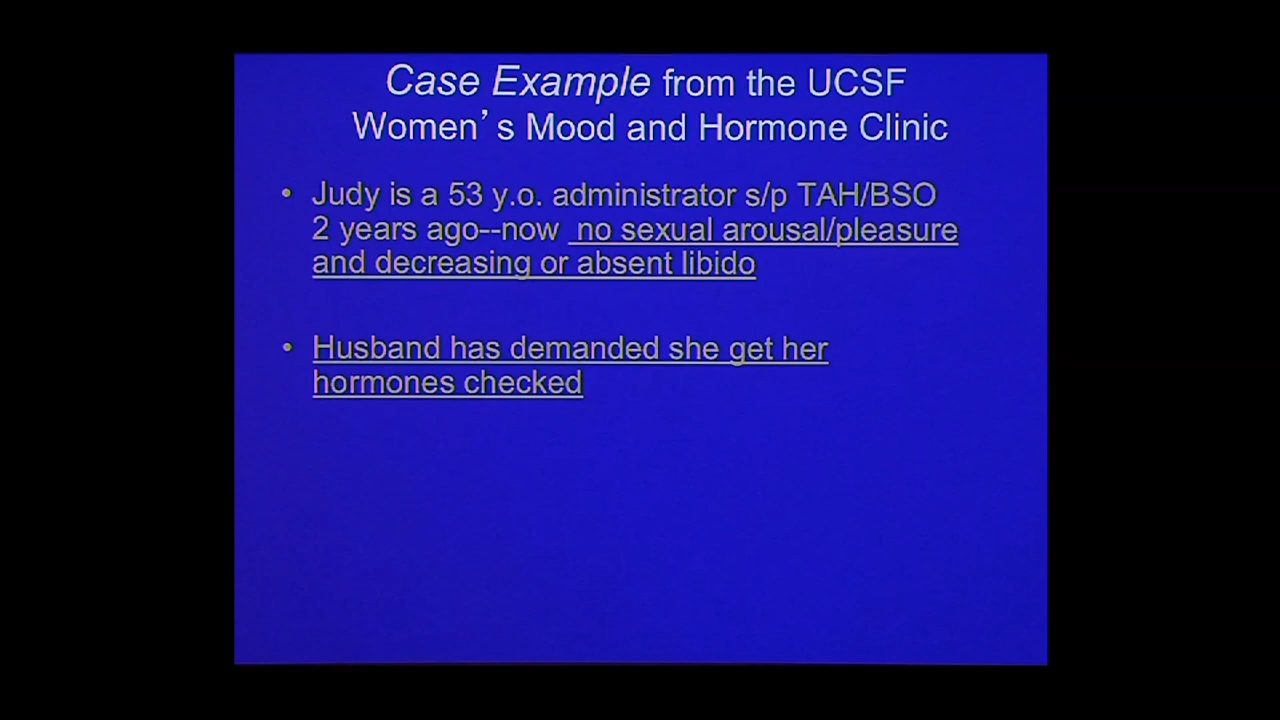 Case Example from the UCSF
Women’s Mood and Hormone Clinic
• Judy is a 53 y.o. administrator s/p TAH/BSO
2 years ago--now no sexual arousal/pleasure
and decreasing or absent libido
• Husband has demanded she get her
hormones checked